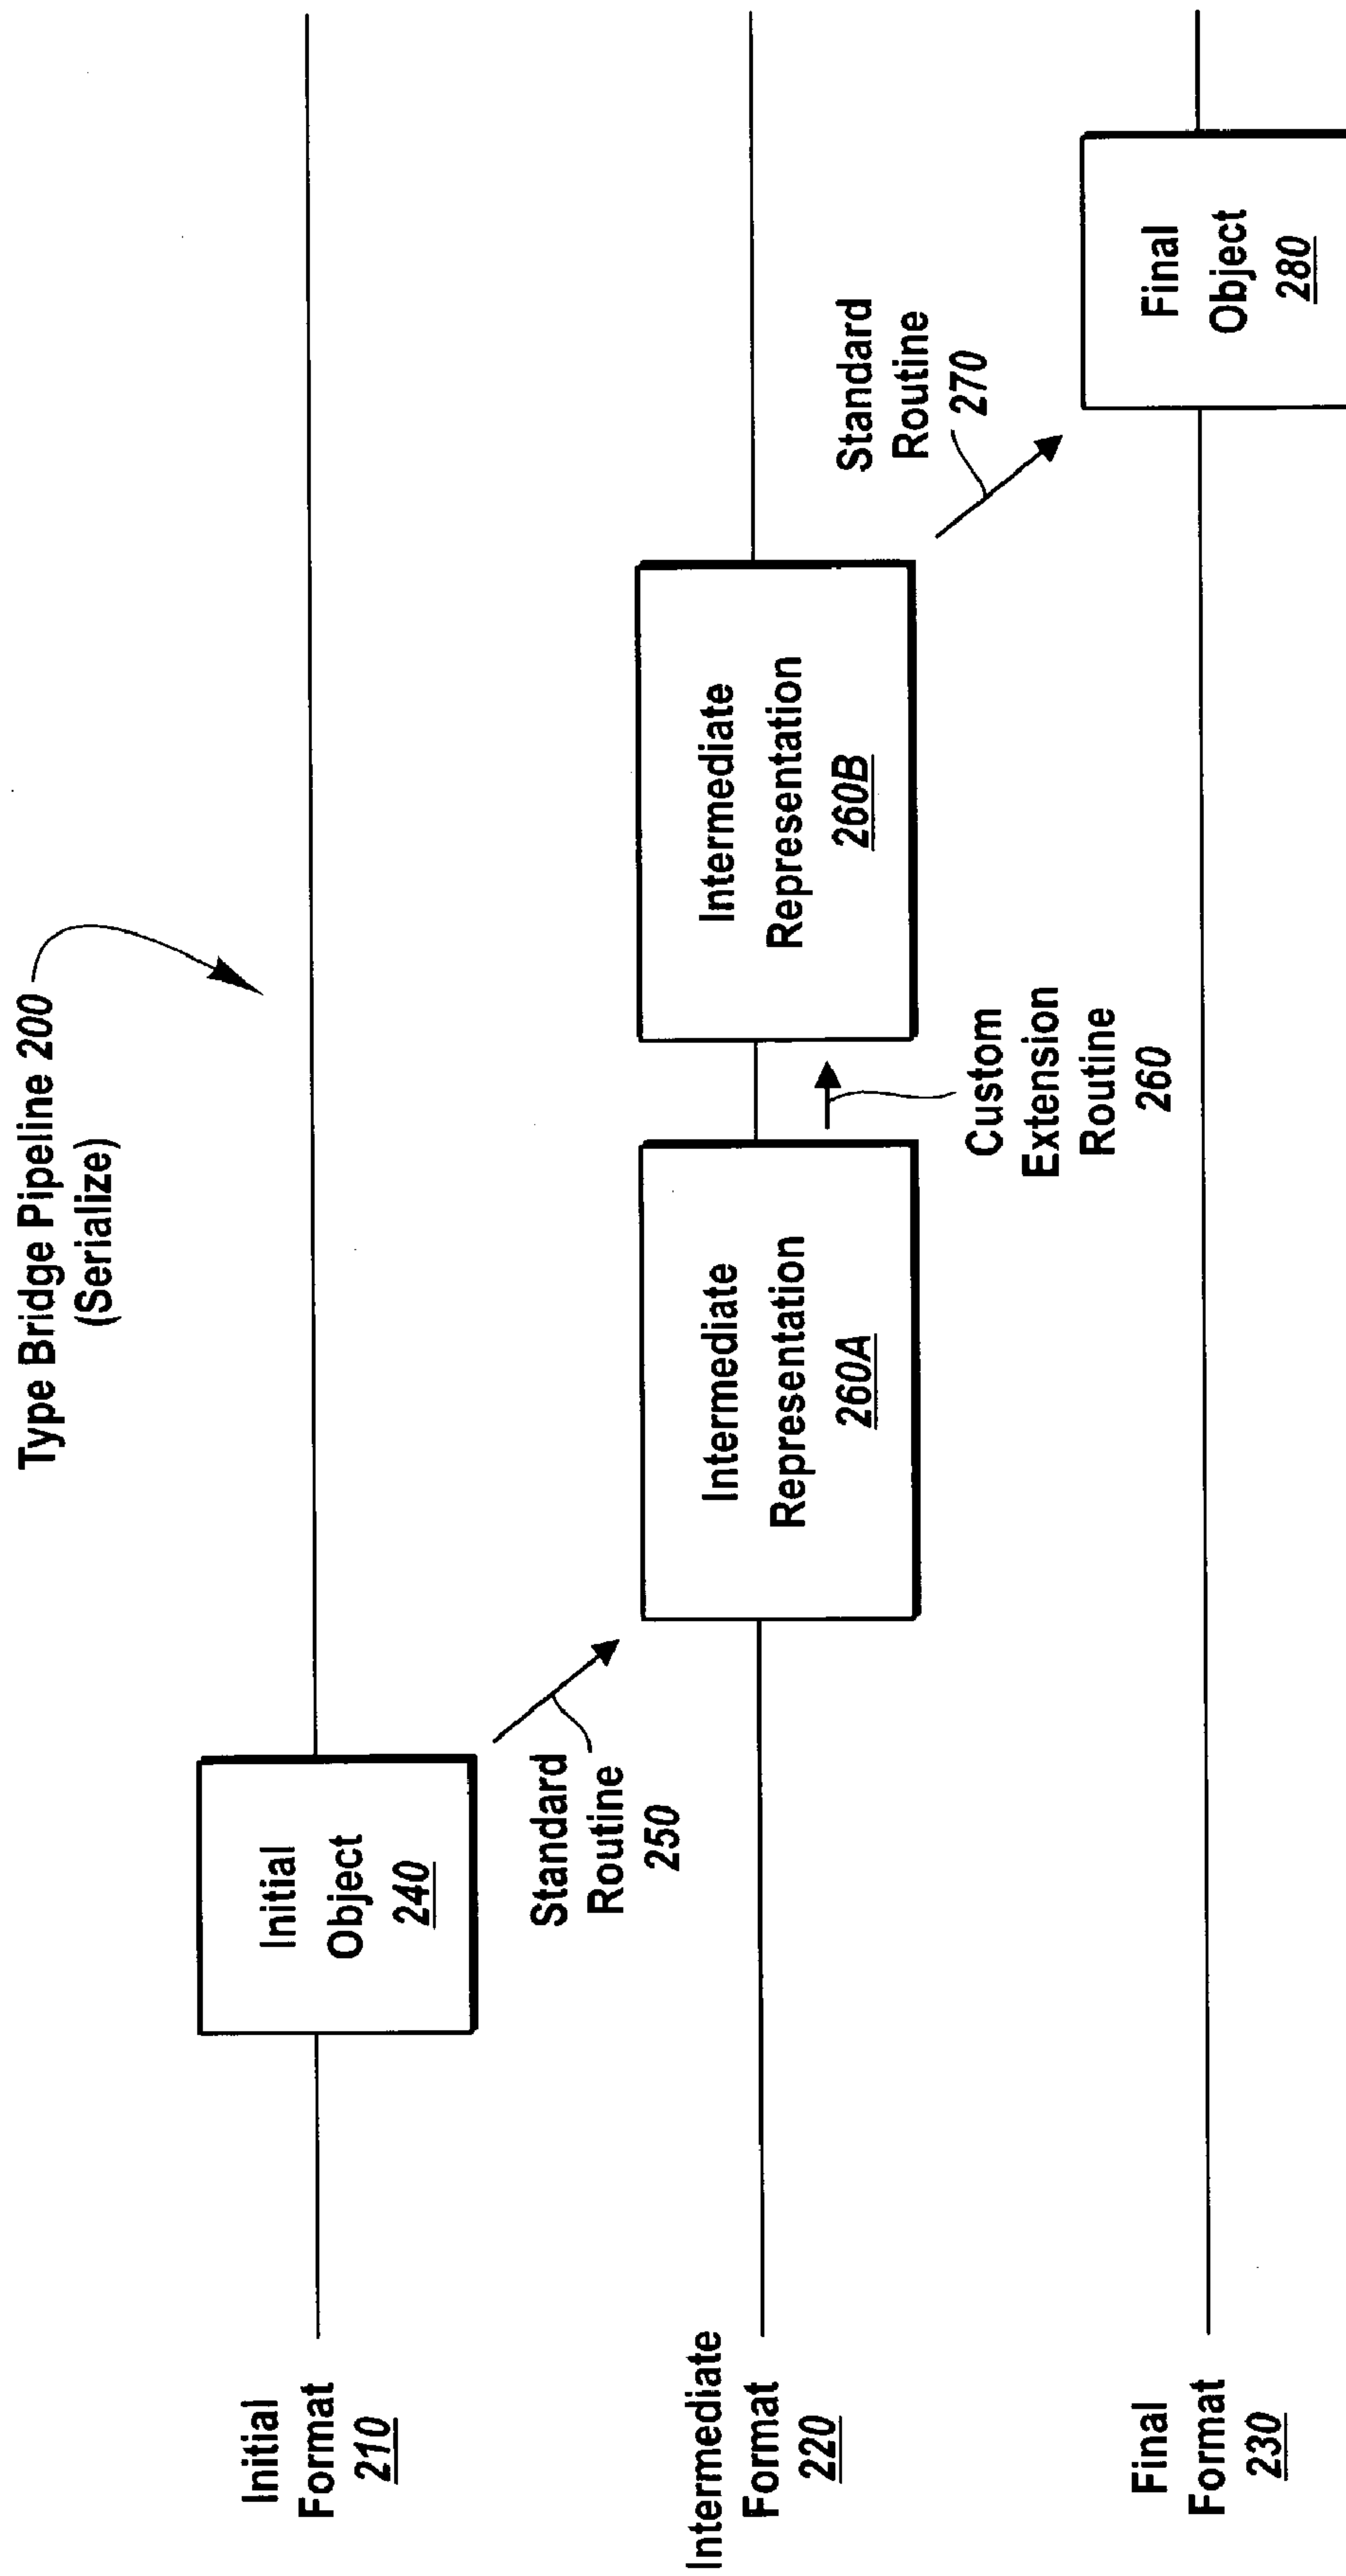 Type Bridge Pipeline 200
(Serialize)
Initial
Format
210
Initial
Object
240
Standard
Routine
250
Intermediate
Format
220
Intermediate
Representation
260A
Custom
Extension
Routine
260
Intermediate
Representation
260B
Standard
Routine
270
Final
Format
230
Final
Object
280